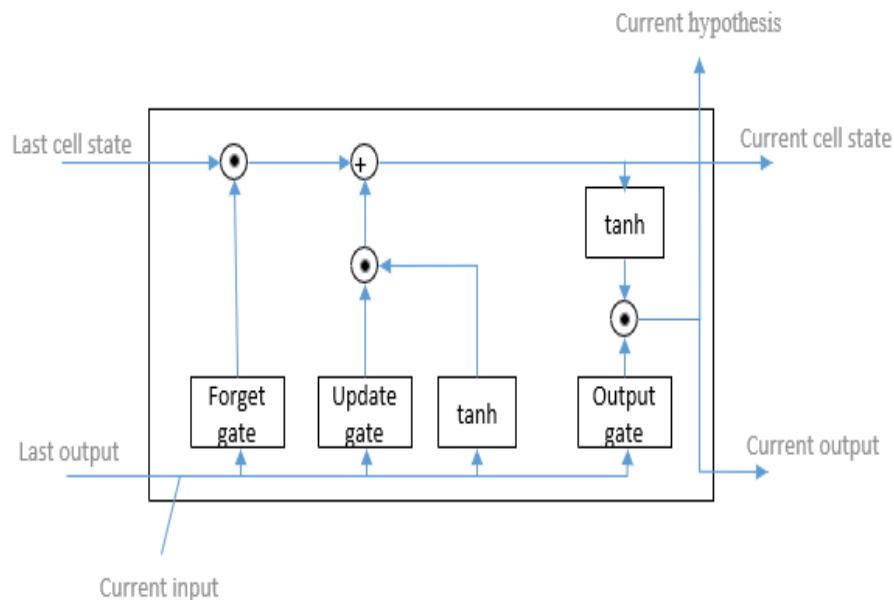 Current hypothesis
Last cell state
Current cell state
+
tanh
Forget
gate
Update
gate
tanh
Output
gate
Last output
Current output
Current input